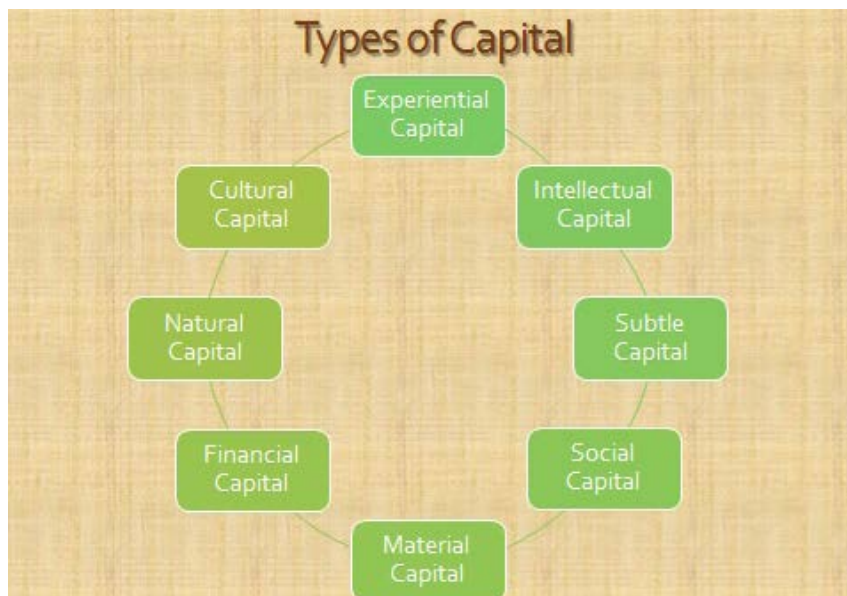 Types of Capital
Experiential
Capital
Intellectual
Capital
Subtle
Capital
Social
Capital
Material
Capital
Financial
Capital
Natural
Capital
Cultural
Capital